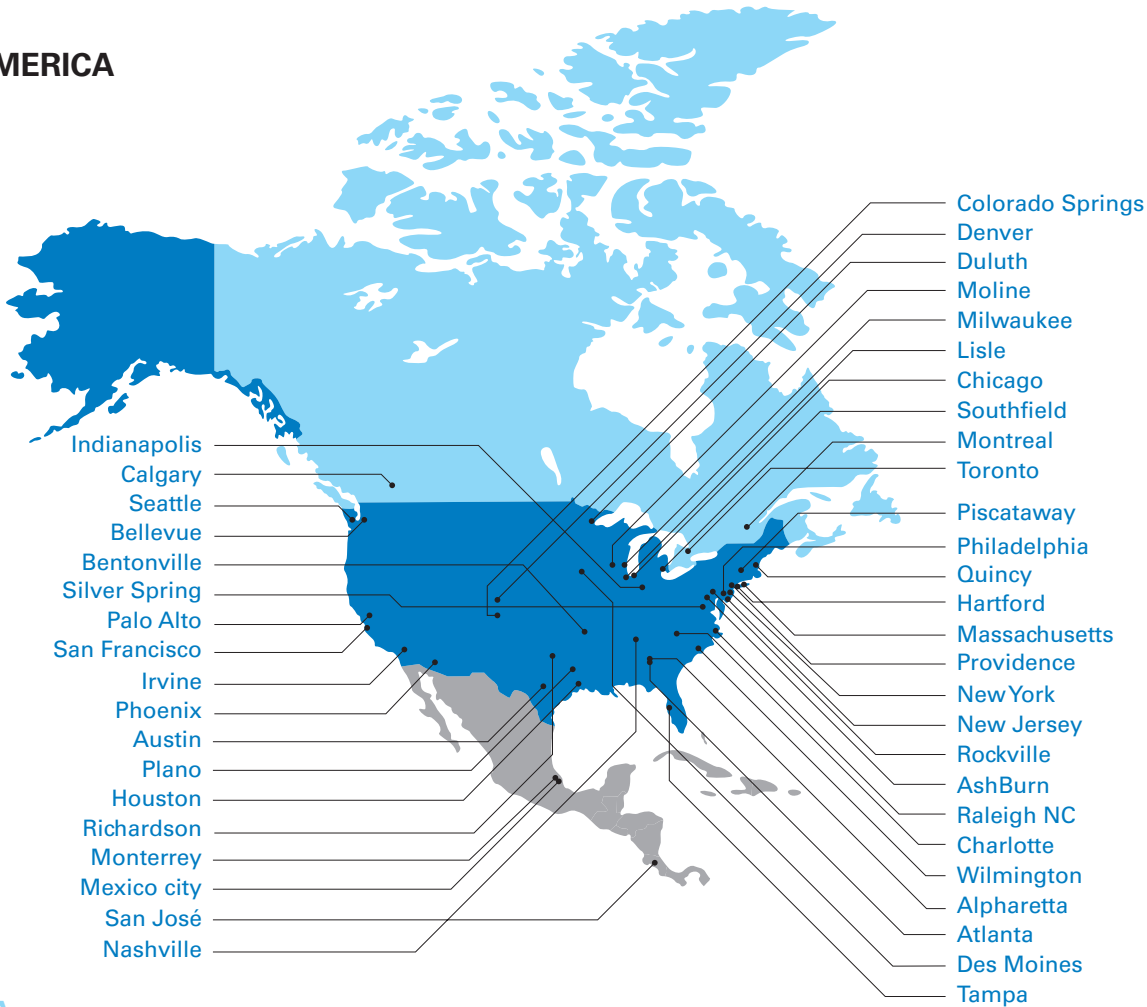 MERICA
Indianapolis
Calgary
Seattle
Bellevue
Bentonville
Silver Spring
Palo Alto
San Francisco
Irvine
Phoenix
Austin
Plano
Houston
Richardson
Monterrey
Mexico city
San José
Nashville
Colorado Springs
Denver
Duluth
Moline
Milwaukee
Lisle
Chicago
Southfield
Montreal
Toronto
Piscataway
Philadelphia
Quincy
Hartford
Massachusetts
Providence
New York
New Jersey
Rockville
AshBurn
Raleigh NC
Charlotte
Wilmington
Alpharetta
Atlanta
Des Moines
Tampa